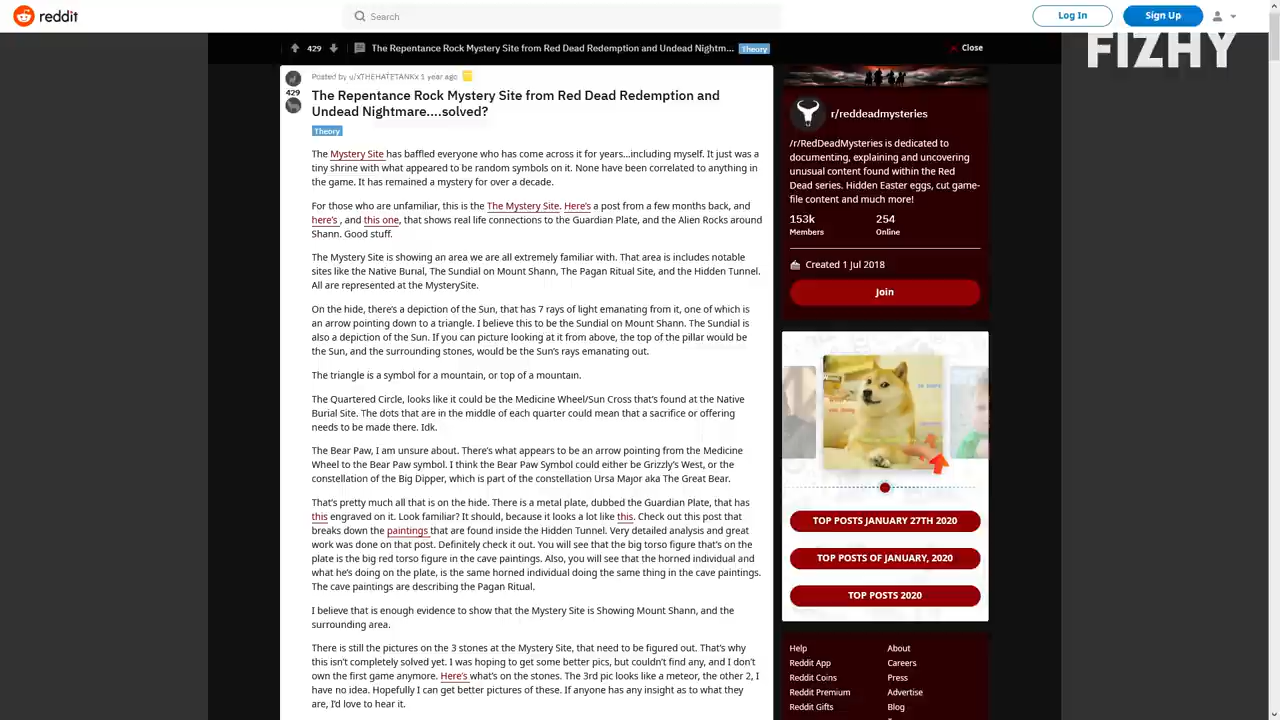 reddit
Search
Log In
Sign Up
FIZHY
429
The Repentance Rock Mystery Site from Red Dead Redemption and Undead Nightm...
Theory
Close
Posted by u/xTHEHATETANKx 1 year ago
429
The Repentance Rock Mystery Site from Red Dead Redemption and
Undead Nightmare....solved?
Theory
The Mystery Site has baffled everyone who has come across it for years...including myself. It just was a
tiny shrine with what appeared to be random symbols on it. None have been correlated to anything in
the game. It has remained a mystery for over a decade.
For those who are unfamiliar, this is the The Mystery Site. Here's a post from a few months back, and
here's , and this one, that shows real life connections to the Guardian Plate, and the Alien Rocks around
Shann. Good stuff.
The Mystery Site is showing an area we are all extremely familiar with. That area is includes notable
sites like the Native Burial, The Sundial on Mount Shann, The Pagan Ritual Site, and the Hidden Tunnel.
All are represented at the MysterySite.
On the hide, there's a depiction of the Sun, that has 7 rays of light emanating from it, one of which is
an arrow pointing down to a triangle. I believe this to be the Sundial on Mount Shann. The Sundial is
also a depiction of the Sun. If you can picture looking at it from above, the top of the pillar would be
the Sun, and the surrounding stones, would be the Sun's rays emanating out.
The triangle is a symbol for a mountain, or top of a mountain.
The Quartered Circle, looks like it could be the Medicine Wheel/Sun Cross that's found at the Native
Burial Site. The dots that are in the middle of each quarter could mean that a sacrifice or offering
needs to be made there. Idk.
The Bear Paw, I am unsure about. There's what appears to be an arrow pointing from the Medicine
Wheel to the Bear Paw symbol. I think the Bear Paw Symbol could either be Grizzly's West, or the
constellation of the Big Dipper, which is part of the constellation Ursa Major aka The Great Bear.
That's pretty much all that is on the hide. There is a metal plate, dubbed the Guardian Plate, that has
this engraved on it. Look familiar? It should, because it looks a lot like this. Check out this post that
breaks down the paintings that are found inside the Hidden Tunnel. Very detailed analysis and great
work was done on that post. Definitely check it out. You will see that the big torso figure that's on the
plate is the big red torso figure in the cave paintings. Also, you will see that the horned individual and
what he's doing on the plate, is the same horned individual doing the same thing in the cave paintings.
The cave paintings are describing the Pagan Ritual.
I believe that is enough evidence to show that the Mystery Site is Showing Mount Shann, and the
surrounding area.
There is still the pictures on the 3 stones at the Mystery Site, that need to be figured out. That's why
this isn't completely solved yet. I was hoping to get some better pics, but couldn't find any, and I don't
own the first game anymore. Here's what's on the stones. The 3rd pic looks like a meteor, the other 2, I
have no idea. Hopefully I can get better pictures of these. If anyone has any insight as to what they
are, I'd love to hear it.
r/reddeadmysteries
/r/RedDeadMysteries is dedicated to
documenting, explaining and uncovering
unusual content found within the Red
Dead series. Hidden Easter eggs, cut game-
file content and much more!
153k
Members
254
Online
Created 1 Jul 2018
Join
TOP POSTS JANUARY 27TH 2020
TOP POSTS OF JANUARY, 2020
TOP POSTS 2020
Help
About
Reddit App
Careers
Reddit Coins
Press
Reddit Premium
Advertise
Reddit Gifts
Blog